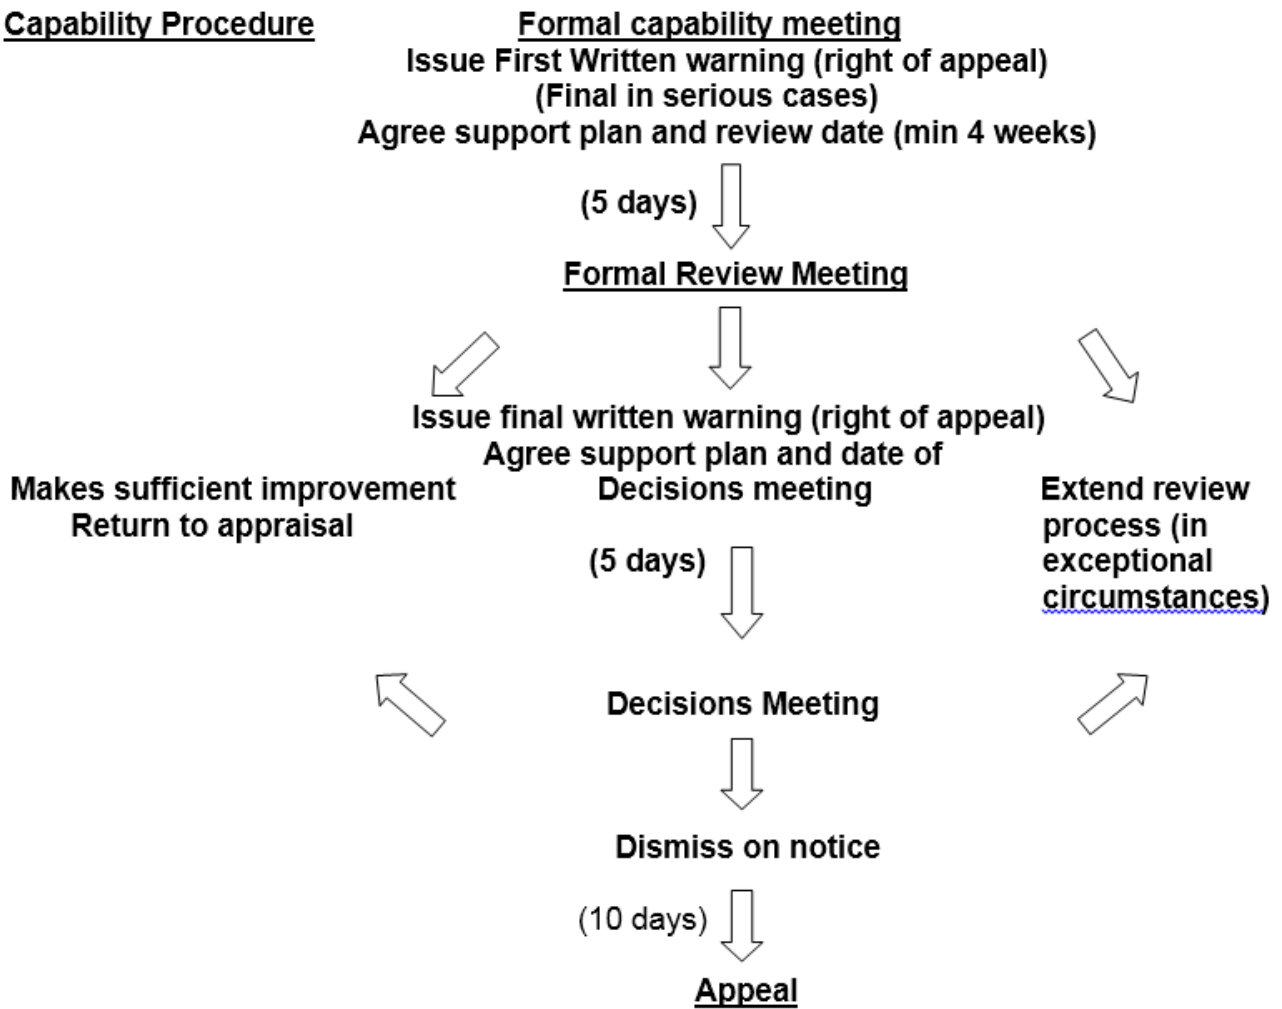 Capability Procedure
Formal capability meeting
Issue First Written warning (right of appeal)
(Final in serious cases)
Agree support plan and review date (min 4 weeks)
(5 days)
Formal Review Meeting
Issue final written warning (right of appeal)
Agree support plan and date of
Decisions meeting
Makes sufficient improvement
Return to appraisal
Extend review
process (in
exceptional
circumstances)
(5 days)
Decisions Meeting
Dismiss on notice
(10 days)
Appeal